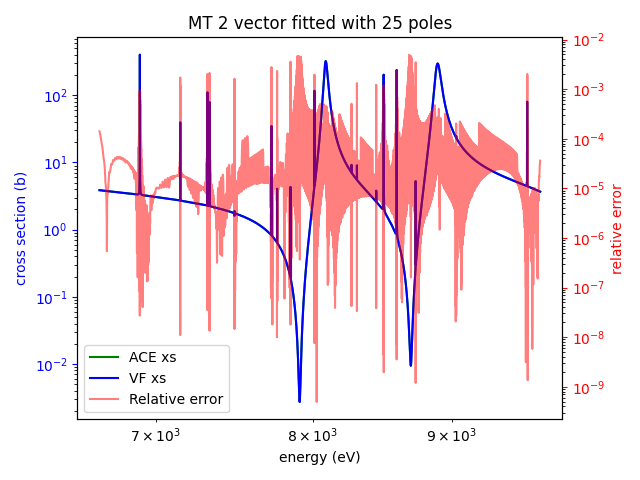 MT 2 vector fitted with 25 poles
cross section (b)
10²
10¹
10⁰
10⁻¹
10⁻²
ACE xs
VF xs
Relative error
7 × 10³
8 × 10³
9 × 10³
energy (eV)
10⁻²
10⁻³
10⁻⁴
10⁻⁵
10⁻⁶
10⁻⁷
10⁻⁸
10⁻⁹
relative error